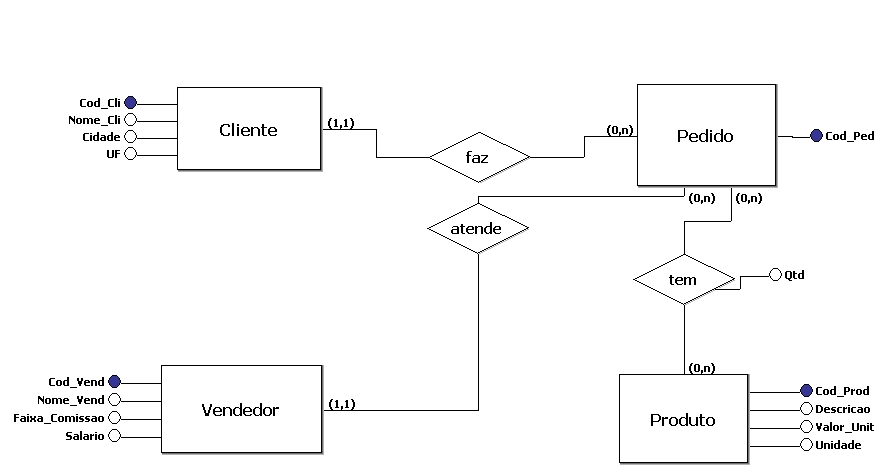 Cod_Cli
Nome_Cli
Cidade
UF
Cliente
(1,1)
faz
(0,n)
Pedido
Cod_Ped
(0,n)
(0,n)
atende
tem
Qtd
(0,n)
Cod_Vend
Nome_Vend
Faixa_Comissao
Salario
Vendedor
(1,1)
Produto
Cod_Prod
Descricao
Valor_Unit
Unidade